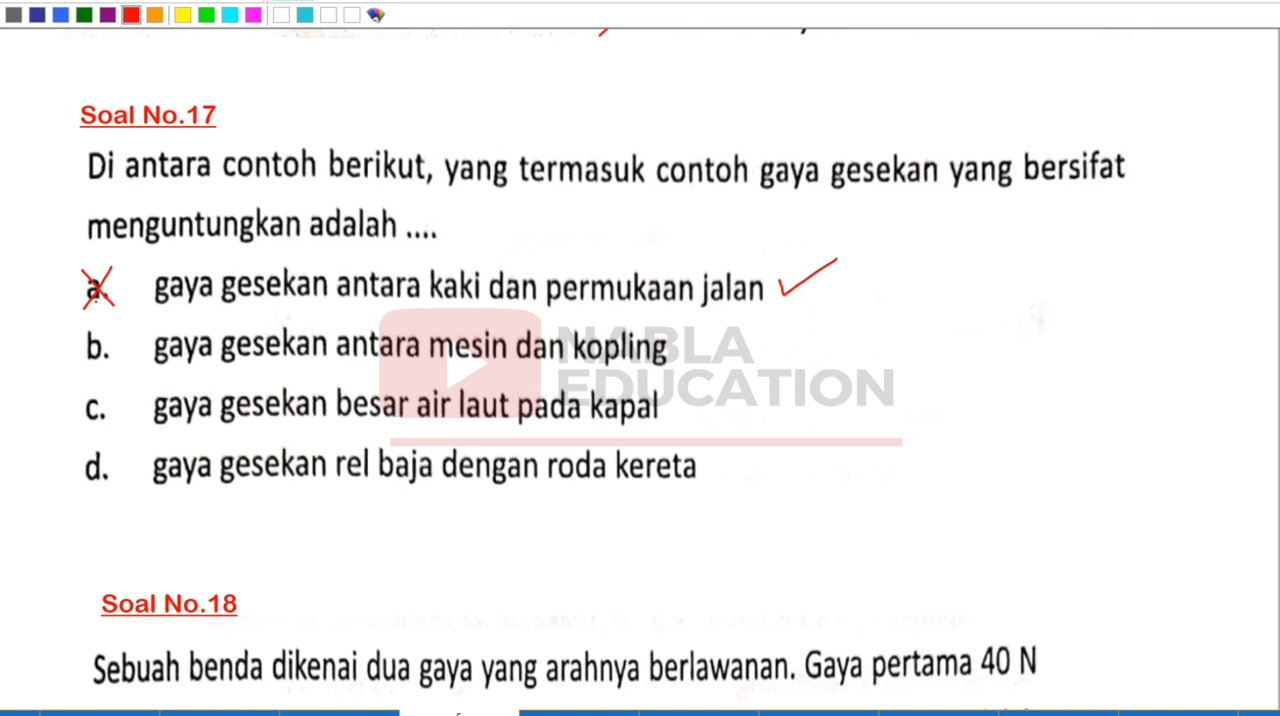 Soal No.17
Di antara contoh berikut, yang termasuk contoh gaya gesekan yang bersifat
menguntungkan adalah ....
a. gaya gesekan antara kaki dan permukaan jalan
b. gaya gesekan antara mesin dan kopling
c. gaya gesekan besar air laut pada kapal
d. gaya gesekan rel baja dengan roda kereta
NABLA
EDUCATION
Soal No.18
Sebuah benda dikenai dua gaya yang arahnya berlawanan. Gaya pertama 40 N